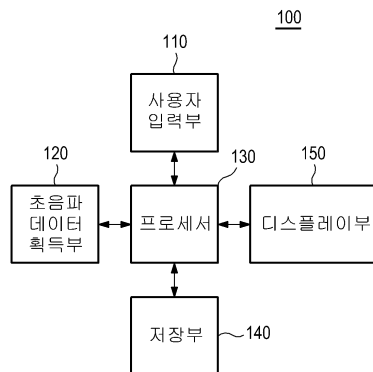 100
110
사용자
입력부
120
초음파
데이터
획득부
130
프로세서
150
디스플레이부
저장부
140